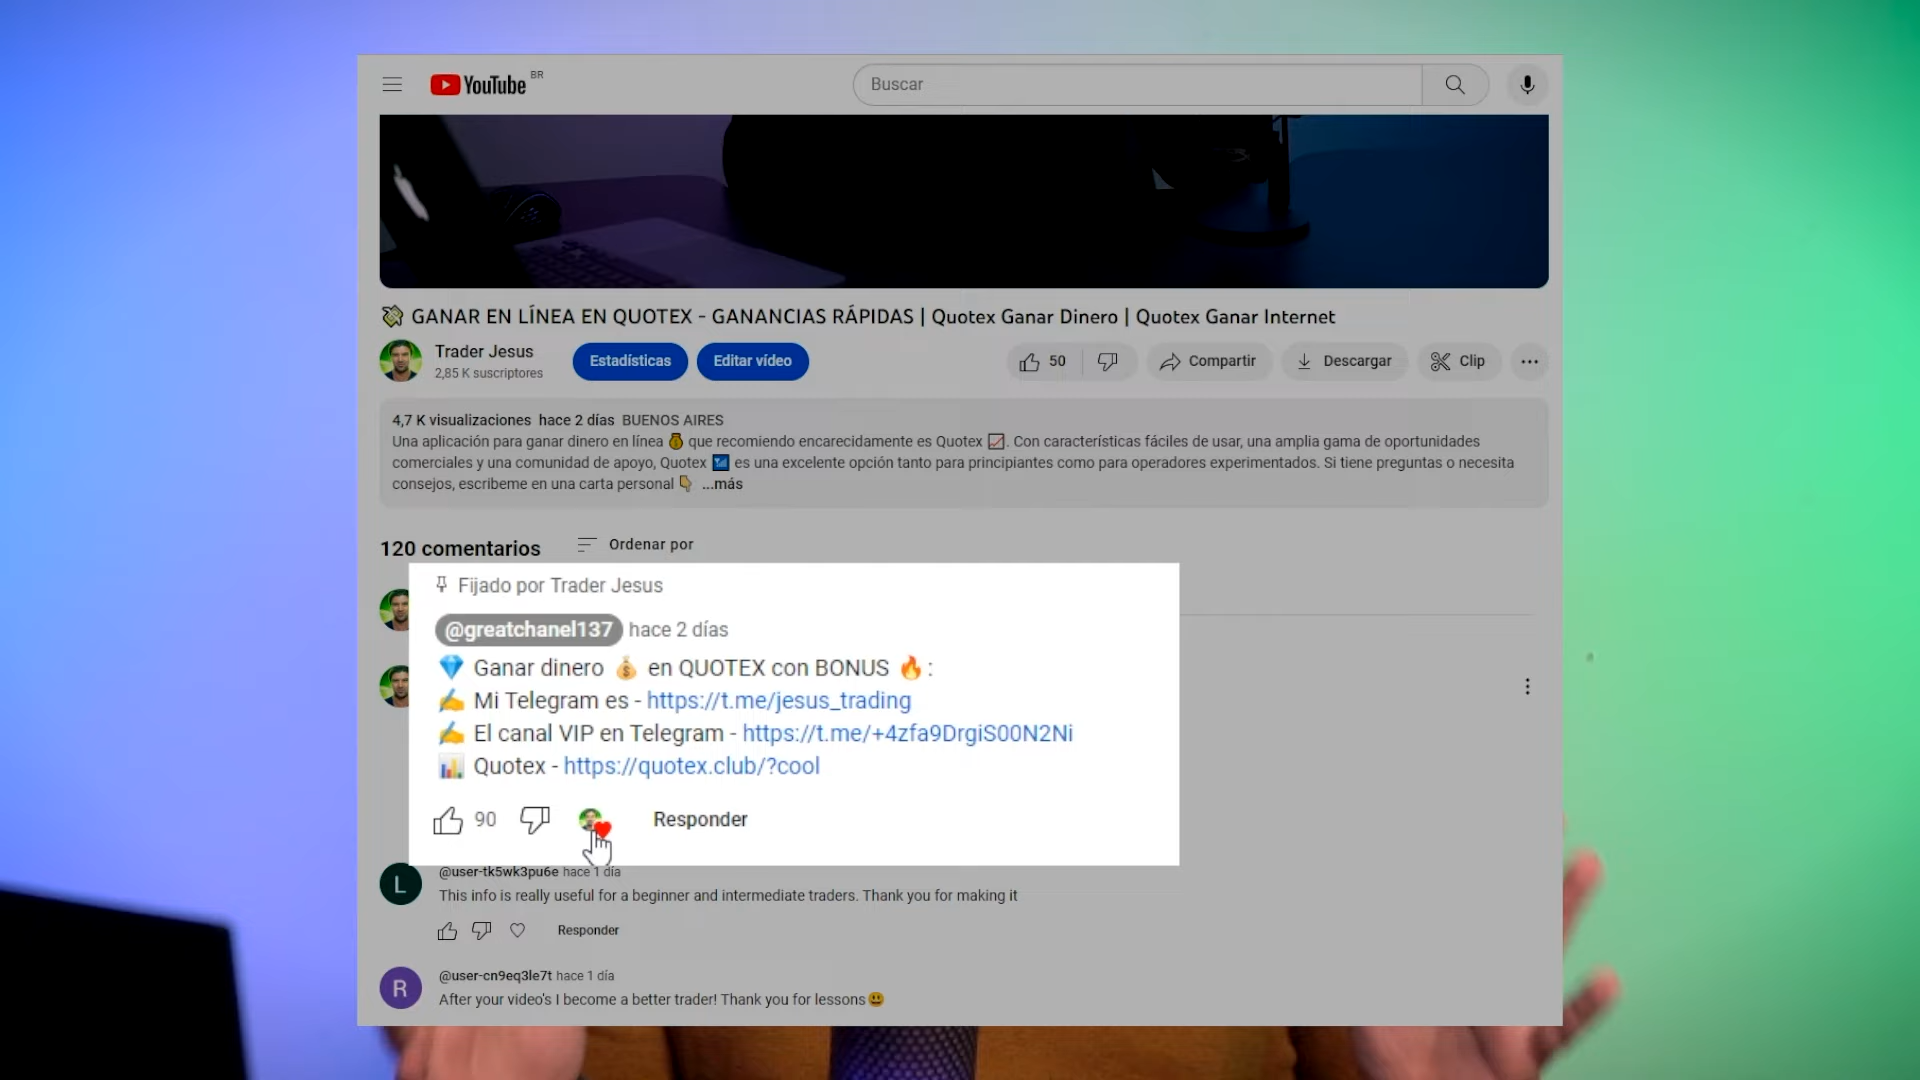 YouTube BR
Buscar
GANAR EN LÍNEA EN QUOTEX - GANANCIAS RÁPIDAS | Quotex Ganar Dinero | Quotex Ganar Internet
Trader Jesus
2,85 K suscriptores
Estadísticas
Editar vídeo
50
Compartir
Descargar
Clip
4,7 K visualizaciones hace 2 días BUENOS AIRES
Una aplicación para ganar dinero en línea 💰 que recomiendo encarecidamente es Quotex 📈. Con características fáciles de usar, una amplia gama de oportunidades
comerciales y una comunidad de apoyo, Quotex 📶 es una excelente opción tanto para principiantes como para operadores experimentados. Si tiene preguntas o necesita
consejos, escribeme en una carta personal 👇 ...más
120 comentarios
Ordenar por
Fijado por Trader Jesus
@greatchanel137 hace 2 días
💎 Ganar dinero 💰 en QUOTEX con BONUS 🔥:
✍ Mi Telegram es - https://t.me/jesus_trading
✍ El canal VIP en Telegram - https://t.me/+4zfa9DrgiS00N2Ni
📊 Quotex - https://quotex.club/?cool
90
Responder
L
@user-tk5wk3pu6e hace 1 día
This info is really useful for a beginner and intermediate traders. Thank you for making it
Responder
R
@user-cn9eq3le7t hace 1 día
After your video's I become a better trader! Thank you for lessons😃